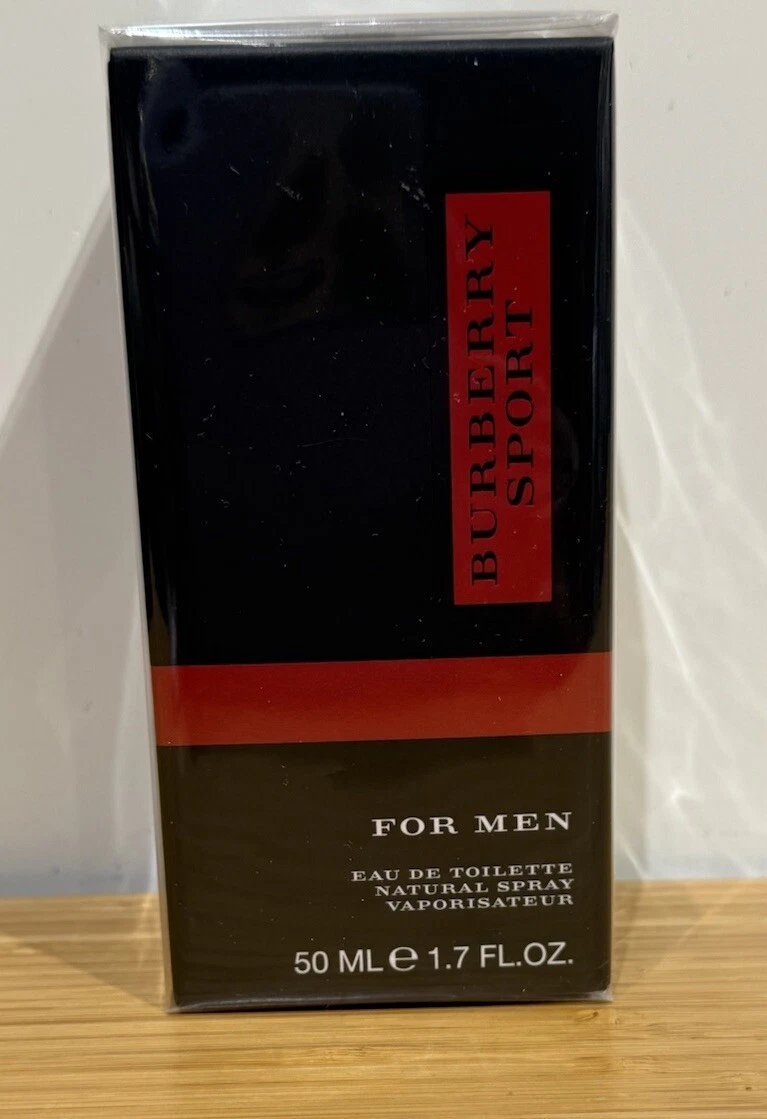 BURBERRY
SPORT
FOR MEN
EAU DE TOILETTE
NATURAL SPRAY
VAPORISATEUR
50 ML ℮ 1.7 FL.OZ.